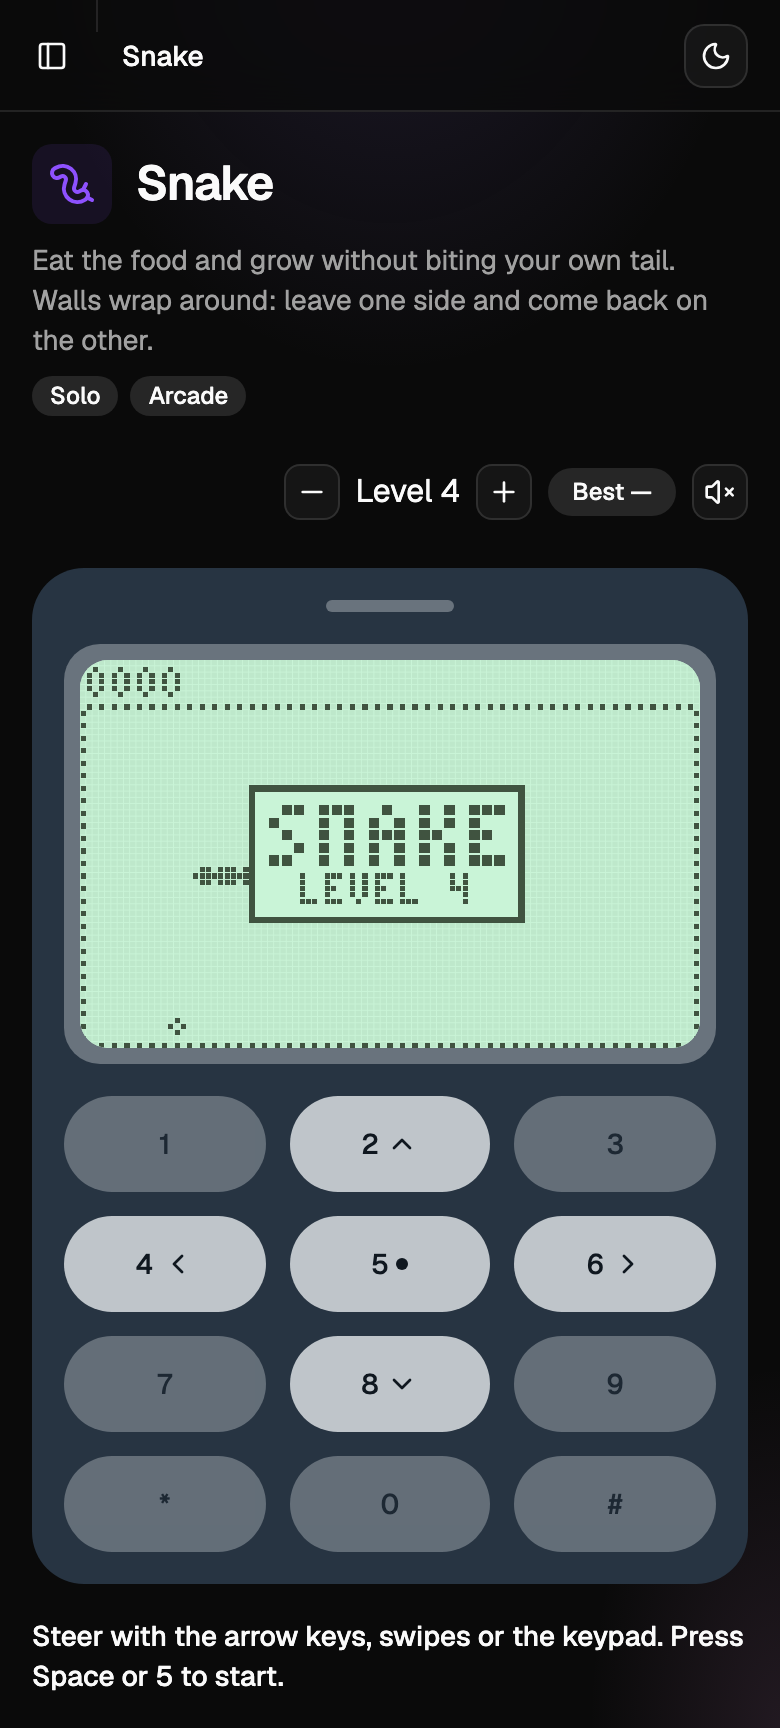 Snake
Snake
Eat the food and grow without biting your own tail.
Walls wrap around: leave one side and come back on
the other.
Solo Arcade
Level 4 Best —
0000
SNAKE
LEVEL 4
1 2 3
4 5 6
7 8 9
* 0 #
Steer with the arrow keys, swipes or the keypad. Press
Space or 5 to start.